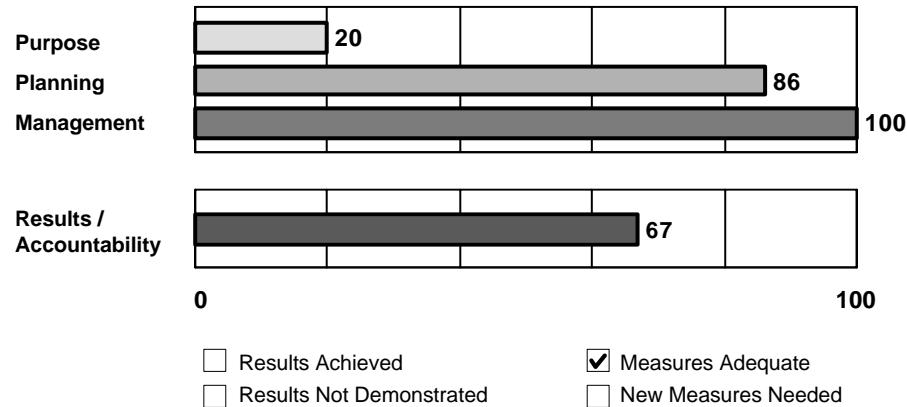 Purpose 20
Planning 86
Management 100
Results /
Accountability 67
0 100
Results Achieved Measures Adequate
Results Not Demonstrated New Measures Needed